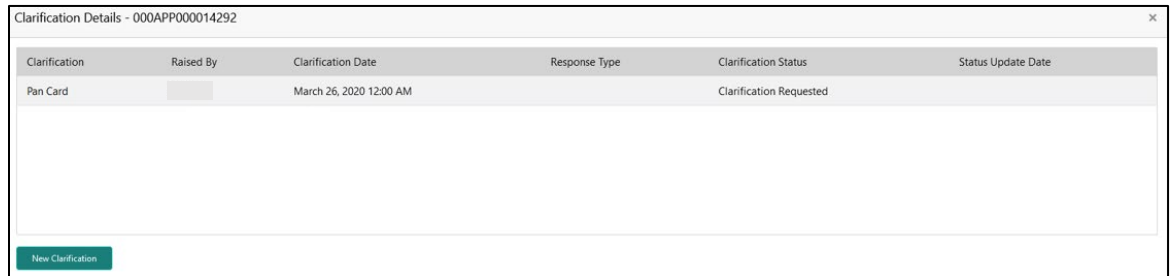 Clarification Details - 000APP000014292 ×
Clarification Raised By Clarification Date Response Type Clarification Status Status Update Date
Pan Card March 26, 2020 12:00 AM Clarification Requested
New Clarification